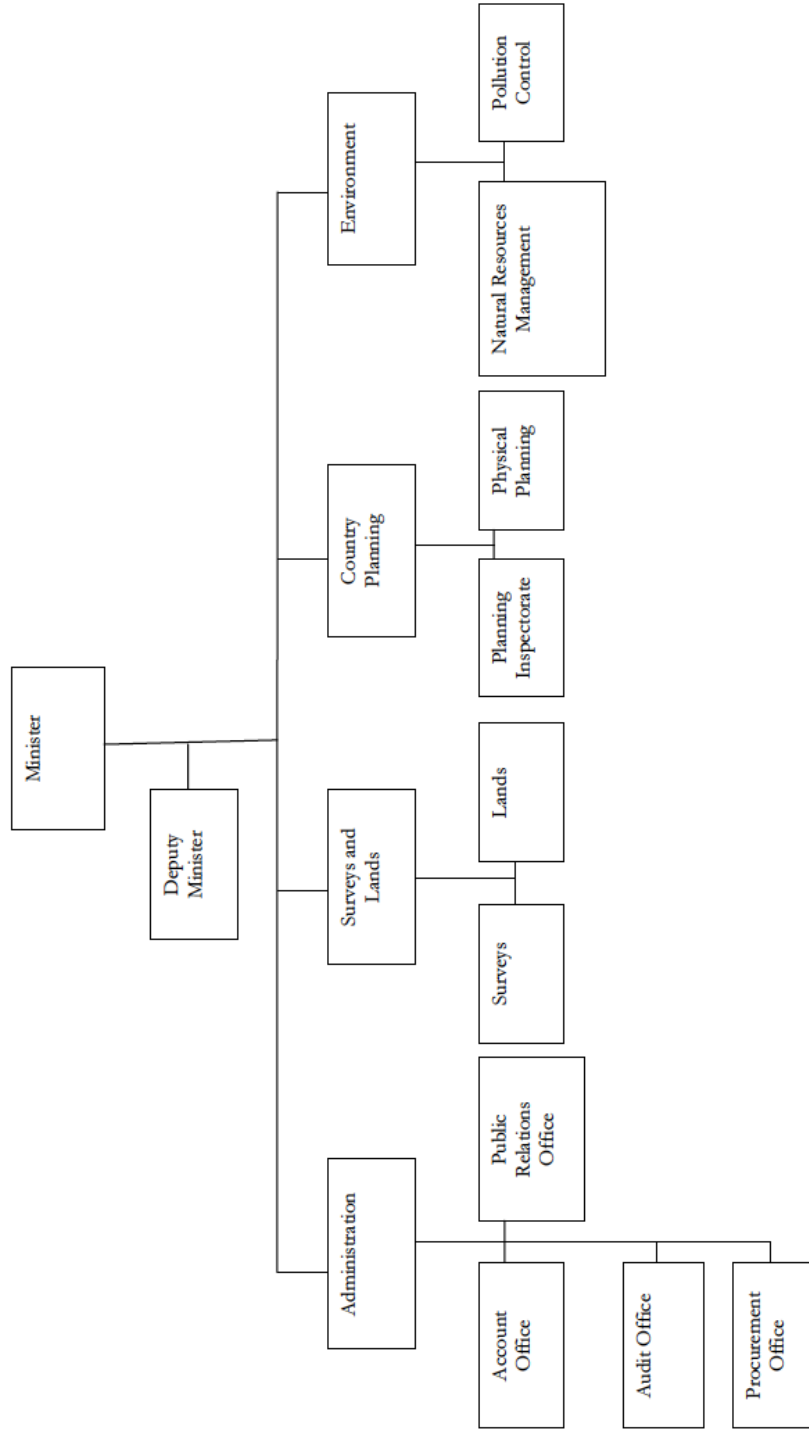 Minister
Deputy
Minister
Administration
Surveys and
Lands
Country
Planning
Environment
Account
Office
Public
Relations
Office
Surveys
Lands
Planning
Inspectorate
Physical
Planning
Natural Resources
Management
Pollution
Control
Audit Office
Procurement
Office